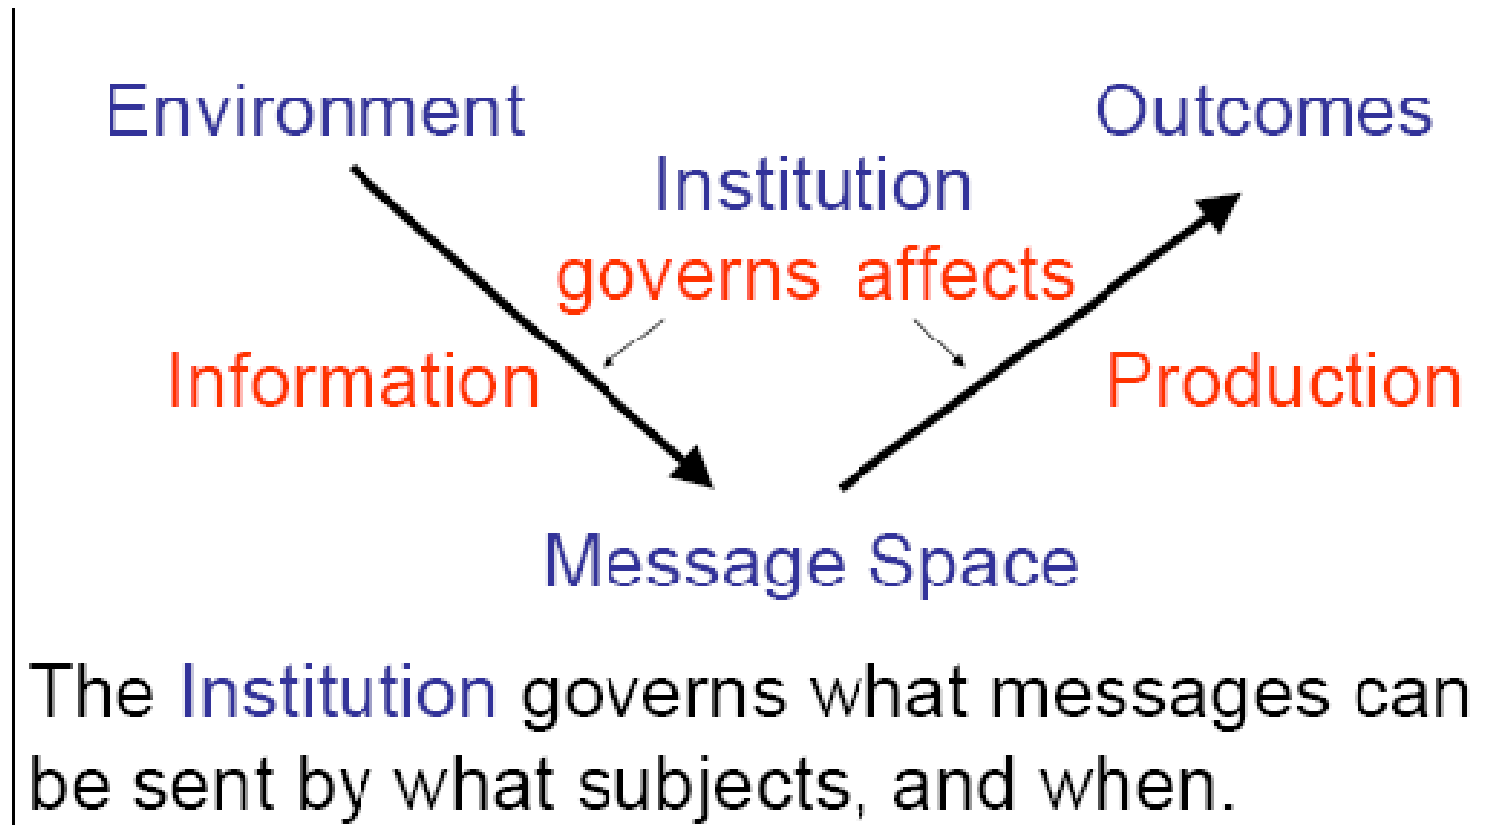 Environment
Outcomes
Institution
governs affects
Information
Production
Message Space
The Institution governs what messages can
be sent by what subjects, and when.